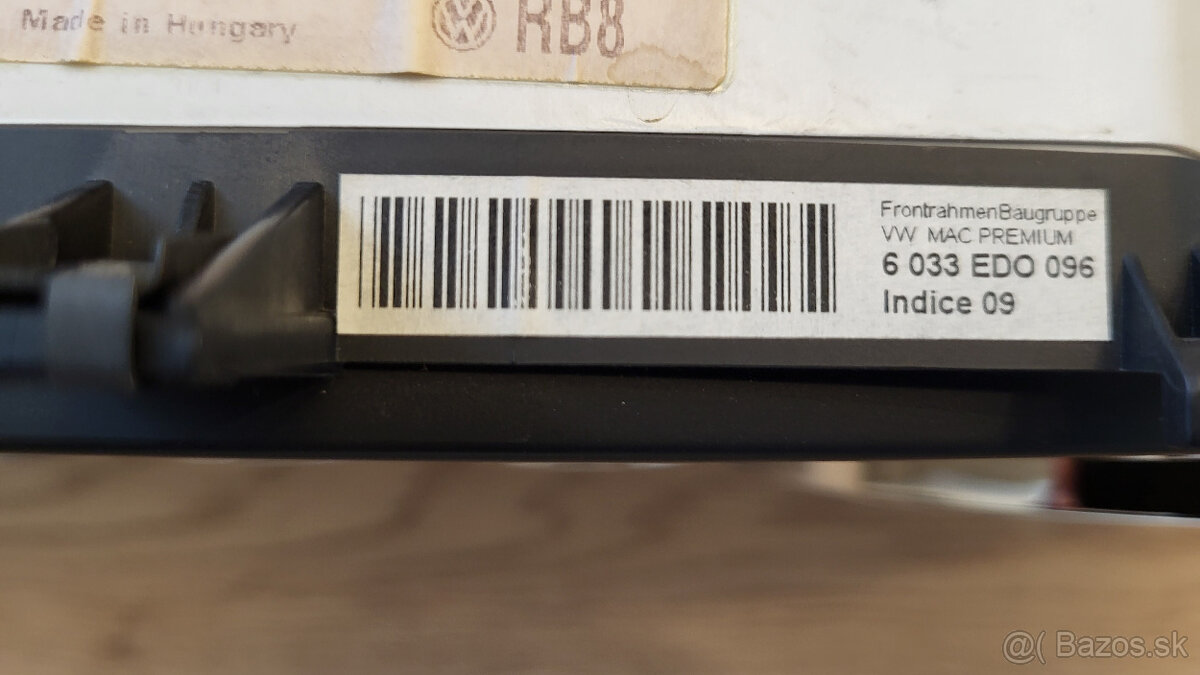 Made in Hungary
RB8
FrontrahmenBaugruppe
VW MAC PREMIUM
6 033 EDO 096
Indice 09
@( Bazos.sk